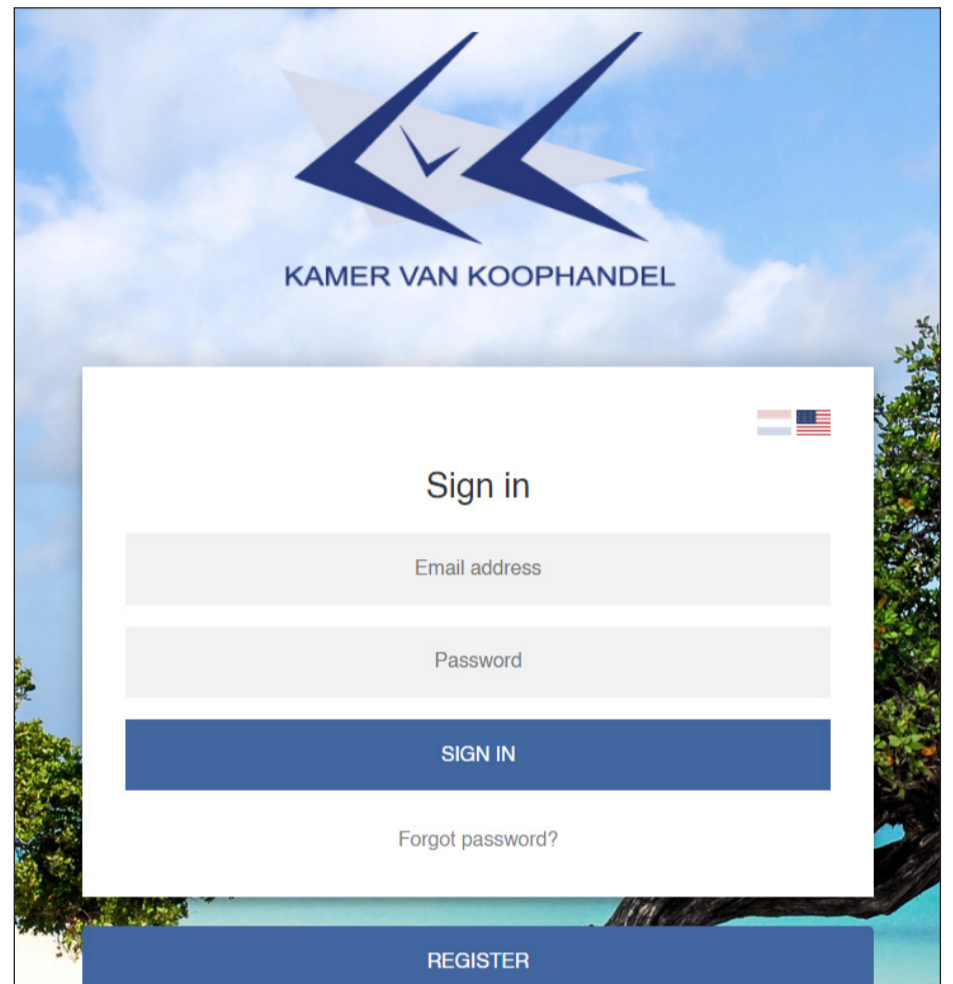 KAMER VAN KOOPHANDEL
Sign in
Email address
Password
SIGN IN
Forgot password?
REGISTER